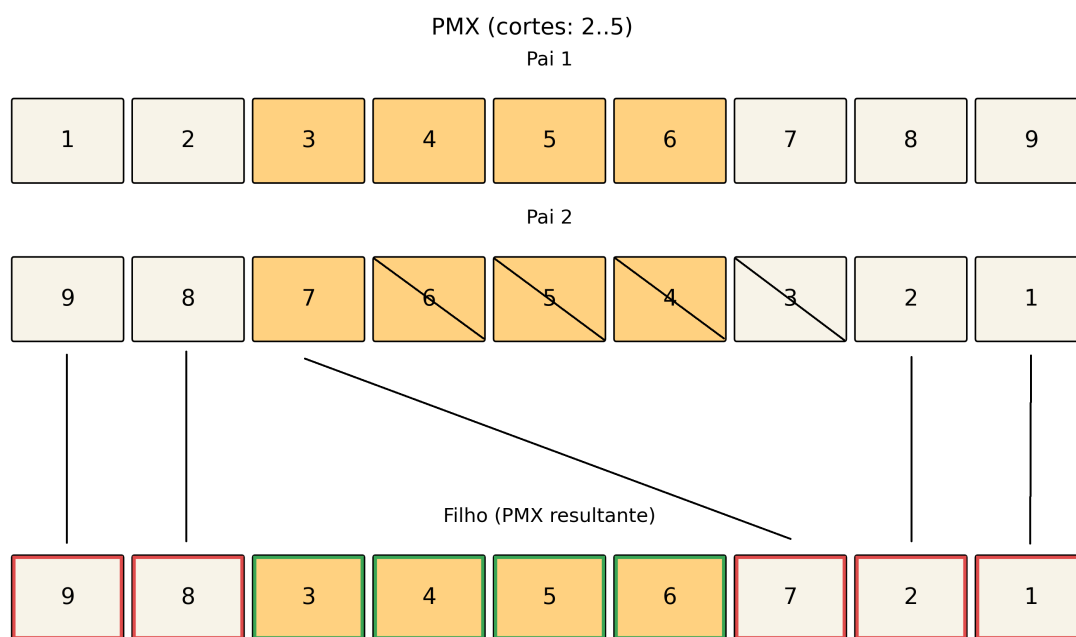 PMX (cortes: 2..5)
Pai 1
1 2 3 4 5 6 7 8 9
Pai 2
9 8 7 6 5 4 3 2 1
Filho (PMX resultante)
9 8 3 4 5 6 7 2 1